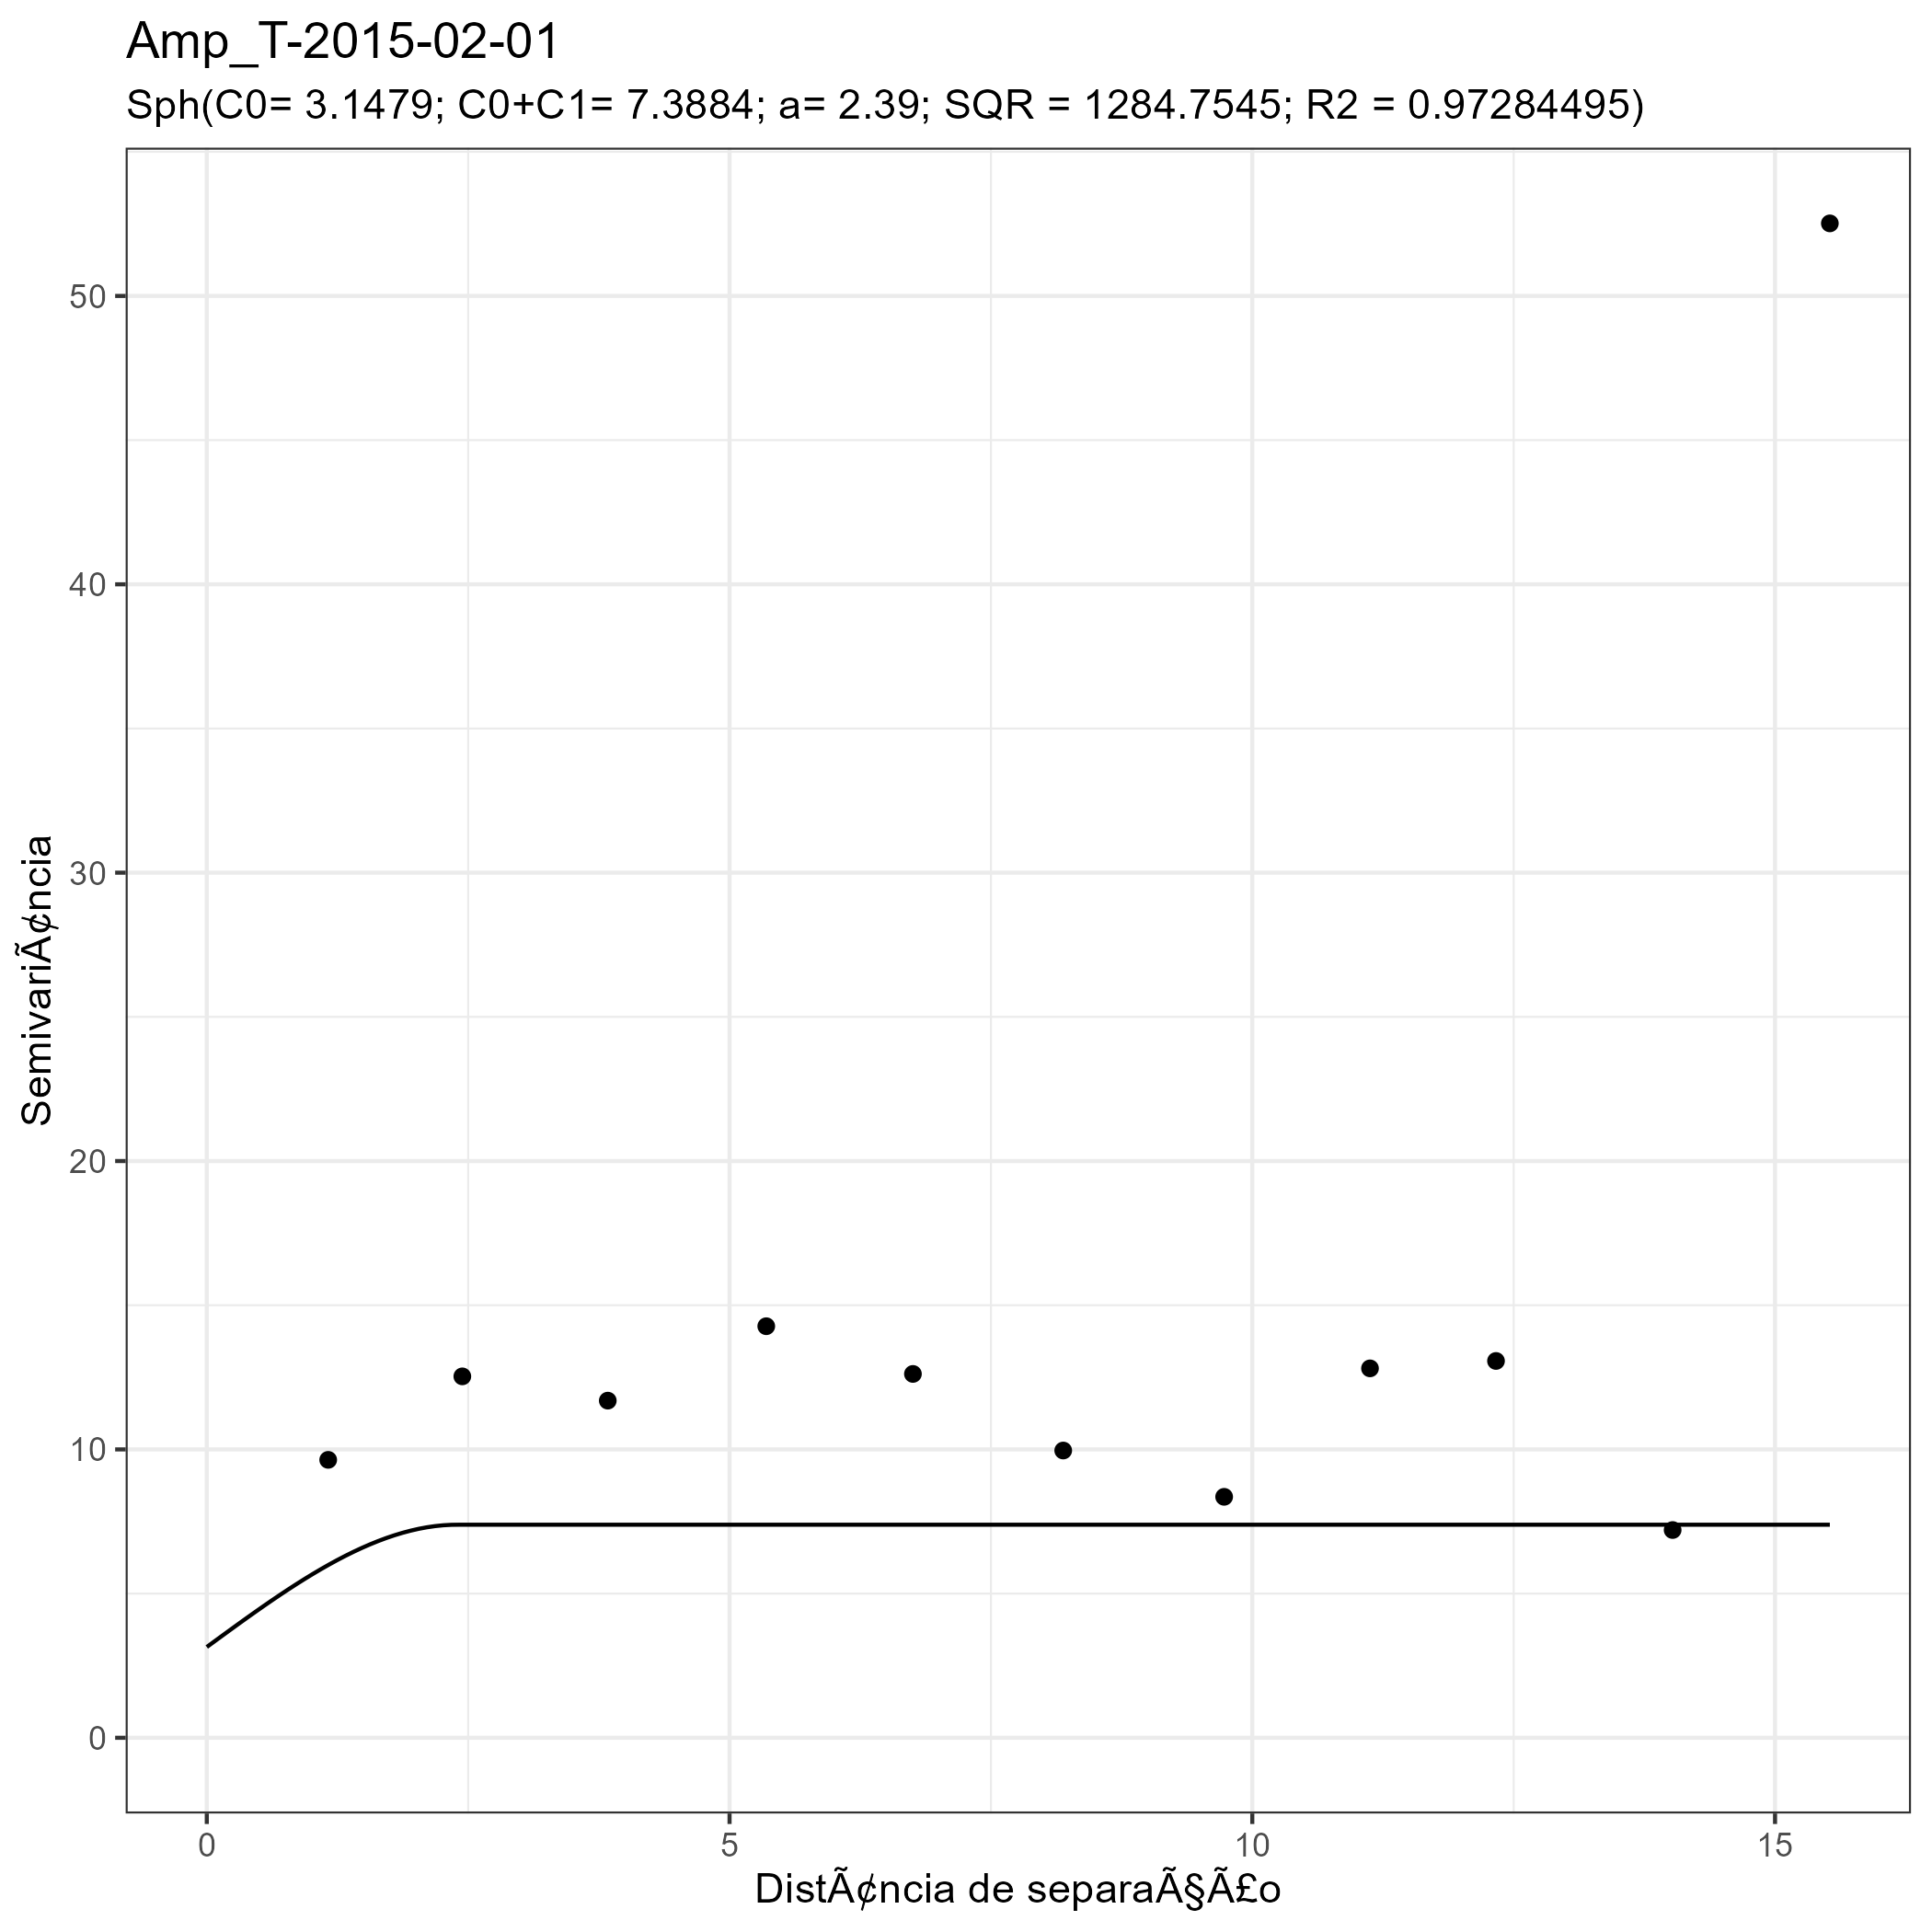 Amp_T-2015-02-01
Sph(C0= 3.1479; C0+C1= 7.3884; a= 2.39; SQR = 1284.7545; R2 = 0.97284495)
SemivariÃ¢ncia
50
40
30
20
10
0
0 5 10 15
DistÃ¢ncia de separaÃ§Ã£o